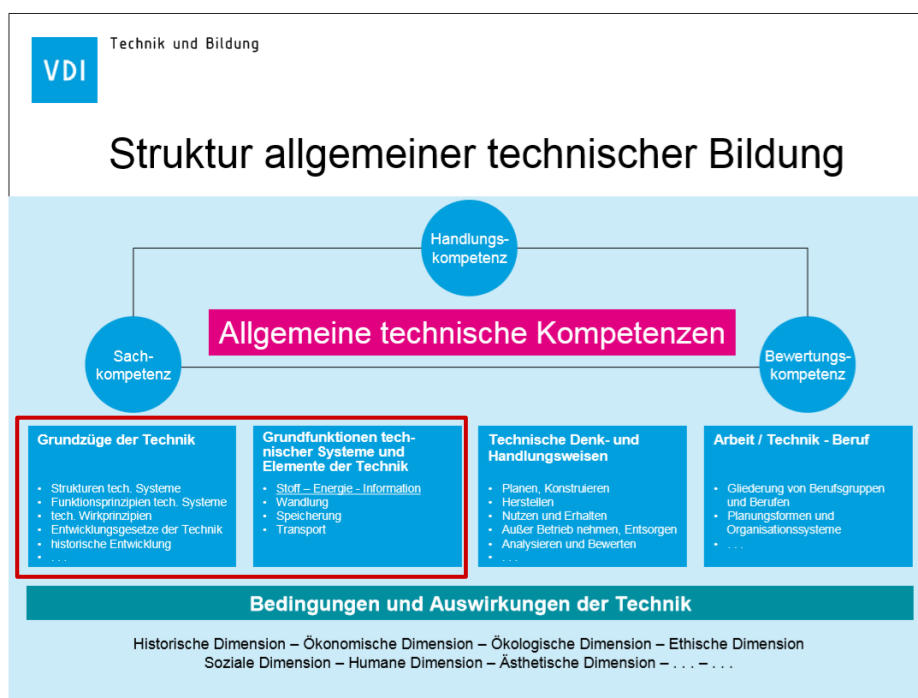 Technik und Bildung
VDI
Struktur allgemeiner technischer Bildung
Handlungs-
kompetenz
Allgemeine technische Kompetenzen
Sach-
kompetenz
Bewertungs-
kompetenz
Grundzüge der Technik
• Strukturen tech. Systeme
• Funktionsprinzipien tech. Systeme
• tech. Wirkprinzipien
• Entwicklungsgesetze der Technik
• historische Entwicklung
• . . .
Grundfunktionen tech-
nischer Systeme und
Elemente der Technik
• Stoff – Energie - Information
• Wandlung
• Speicherung
• Transport
Technische Denk- und
Handlungsweisen
• Planen, Konstruieren
• Herstellen
• Nutzen und Erhalten
• Außer Betrieb nehmen, Entsorgen
• Analysieren und Bewerten
• . . .
Arbeit / Technik - Beruf
• Gliederung von Berufsgruppen
und Berufen
• Planungsformen und
Organisationssysteme
• . . .
Bedingungen und Auswirkungen der Technik
Historische Dimension – Ökonomische Dimension – Ökologische Dimension – Ethische Dimension
Soziale Dimension – Humane Dimension – Ästhetische Dimension – . . . – . . .